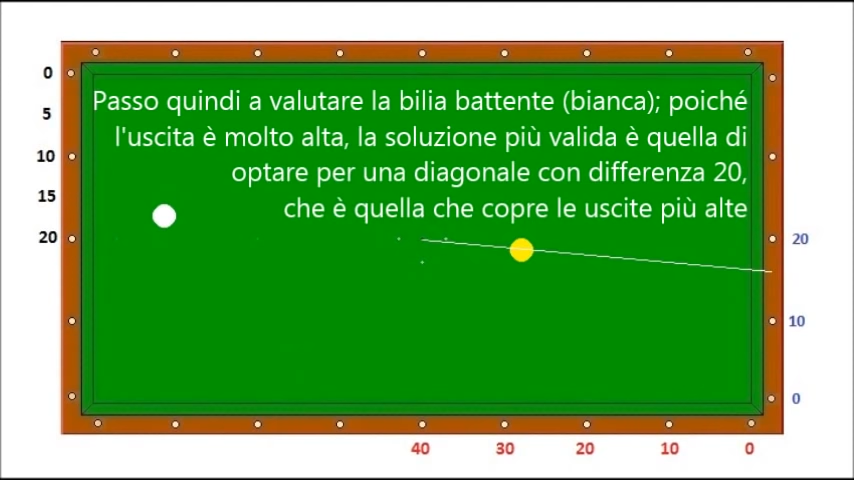 Passo quindi a valutare la bilia battente (bianca); poiché
l'uscita è molto alta, la soluzione più valida è quella di
optare per una diagonale con differenza 20,
che è quella che copre le uscite più alte
0
5
10
15
20
20
10
0
40 30 20 10 0